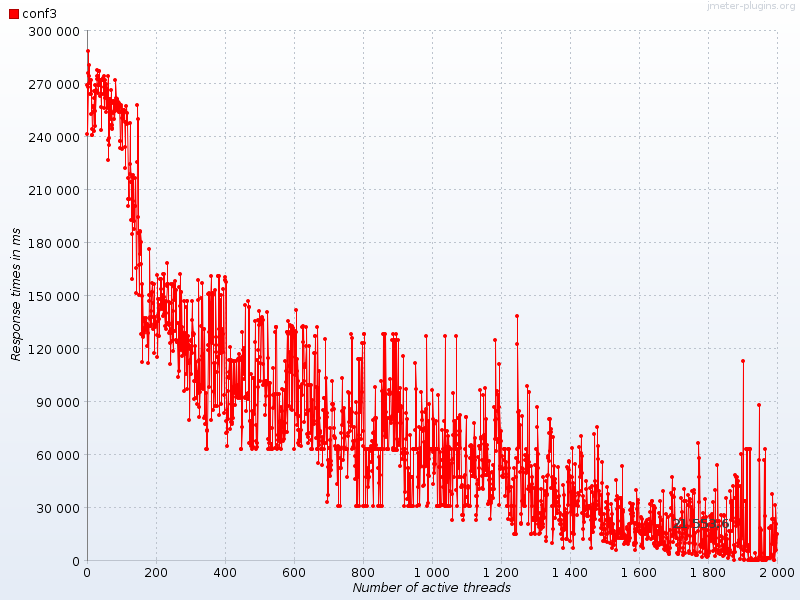 jmeter-plugins.org
conf3
300 000
270 000
240 000
210 000
180 000
150 000
120 000
90 000
60 000
30 000
0
Response times in ms
0 200 400 600 800 1 000 1 200 1 400 1 600 1 800 2 000
Number of active threads